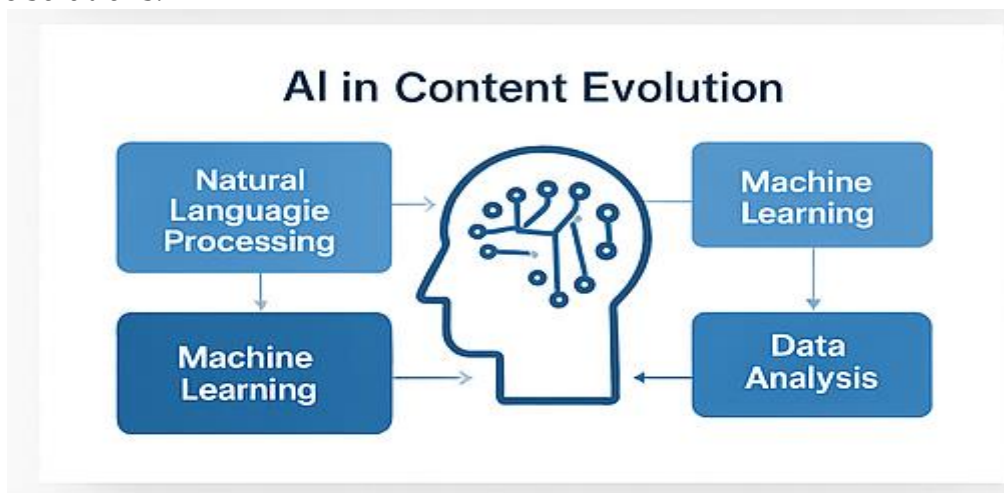 AI in Content Evolution
Natural
Languagie
Processing
Machine
Learning
Machine
Learning
Data
Analysis